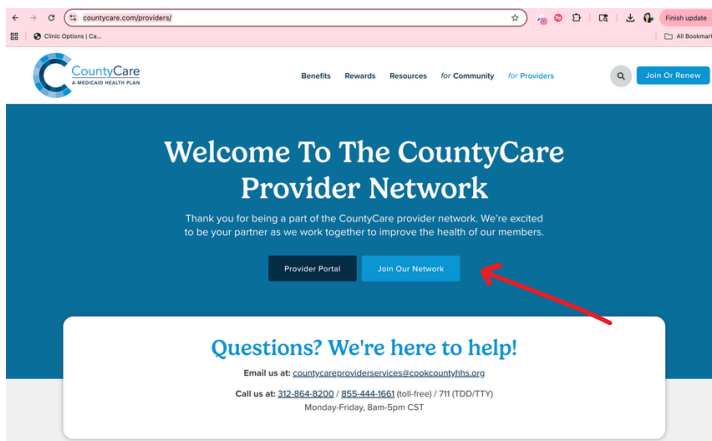 countycare.com/providers/
Finish update
Clinic Options | Ca...
All Bookmark
CountyCare
A MEDICAID HEALTH PLAN
Benefits Rewards Resources for Community for Providers
Join Or Renew
Welcome To The CountyCare
Provider Network
Thank you for being a part of the CountyCare provider network. We're excited
to be your partner as we work together to improve the health of our members.
Provider Portal
Join Our Network
Questions? We're here to help!
Email us at: countycareproviderservices@cookcountyhhs.org
Call us at: 312-864-8200 / 855-444-1661 (toll-free) / 711 (TDD/TTY)
Monday-Friday, 8am-5pm CST